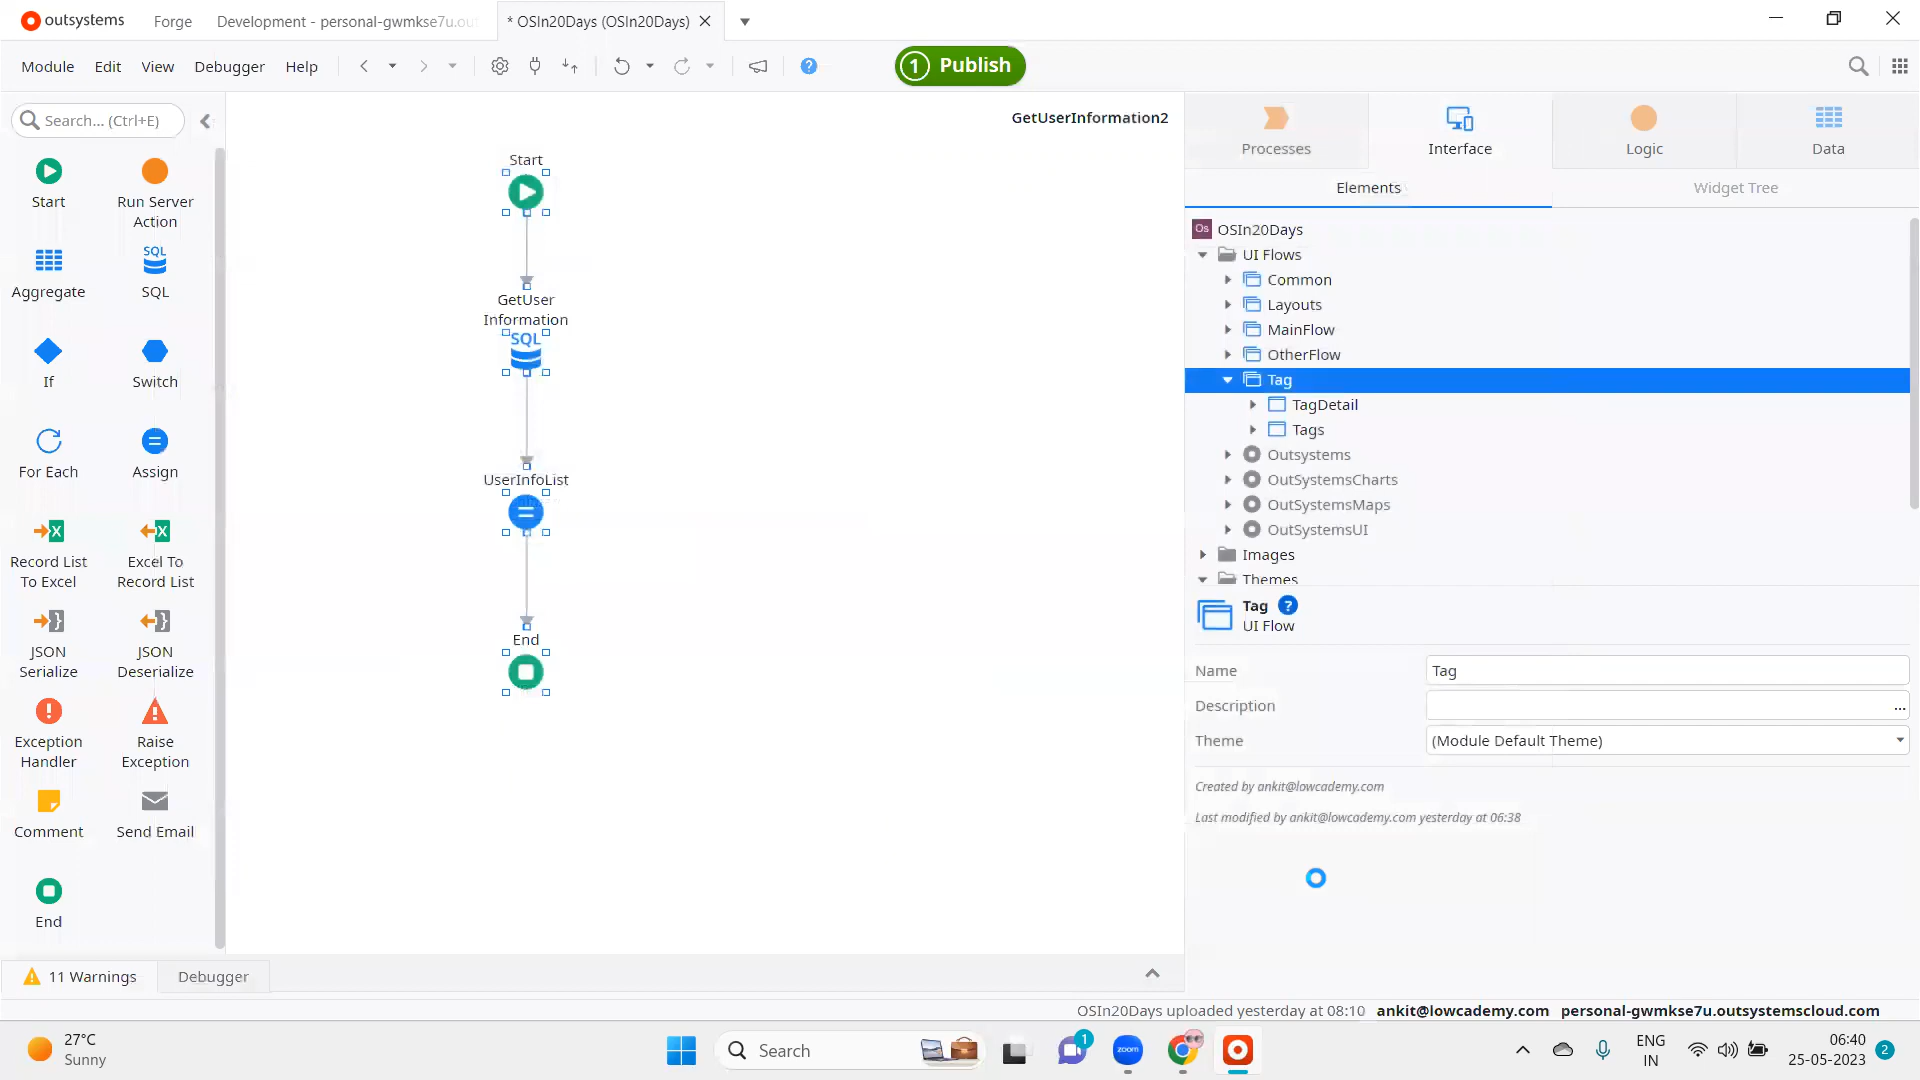 outsystems
Forge
Development - personal-gwmkse7u.ou
* OSIn20Days (OSIn20Days)
Module
Edit
View
Debugger
Help
?
1
Publish
Search... (Ctrl+E)
Start
Run Server
Action
Aggregate
SQL
SQL
If
Switch
For Each
Assign
Record List
To Excel
Excel To
Record List
JSON
Serialize
JSON
Deserialize
Exception
Handler
Raise
Exception
Comment
Send Email
End
GetUserInformation2
Start
GetUser
Information
SQL
UserInfoList
End
Processes
Interface
Logic
Data
Elements
Widget Tree
Os
OSIn20Days
UI Flows
Common
Layouts
MainFlow
OtherFlow
Tag
TagDetail
Tags
Outsystems
OutSystemsCharts
OutSystemsMaps
OutSystemsUI
Images
Themes
Tag
?
UI Flow
Name
Tag
Description
...
Theme
(Module Default Theme)
Created by ankit@lowcademy.com
Last modified by ankit@lowcademy.com yesterday at 06:38
11 Warnings
Debugger
OSIn20Days uploaded yesterday at 08:10
ankit@lowcademy.com
personal-gwmkse7u.outsystemscloud.com
27°C
Sunny
Search
1
zoom
ENG
IN
06:40
25-05-2023
2